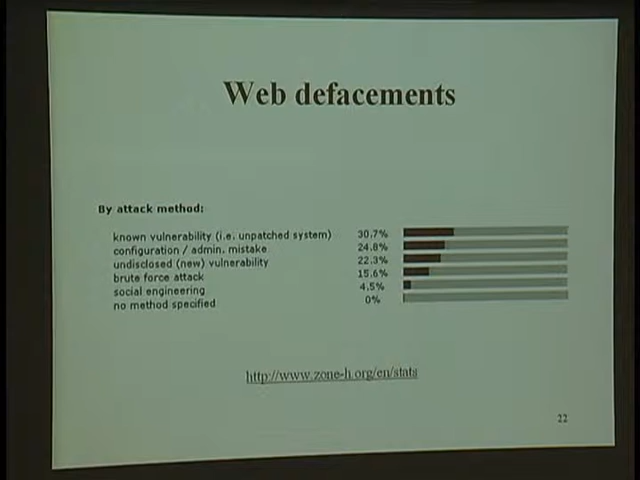 Web defacements
By attack method:
known vulnerability (i.e. unpatched system) 30.7%
configuration / admin. mistake 24.8%
undisclosed (new) vulnerability 22.3%
brute force attack 15.6%
social engineering 4.5%
no method specified 0%
http://www.zone-h.org/en/stats
22